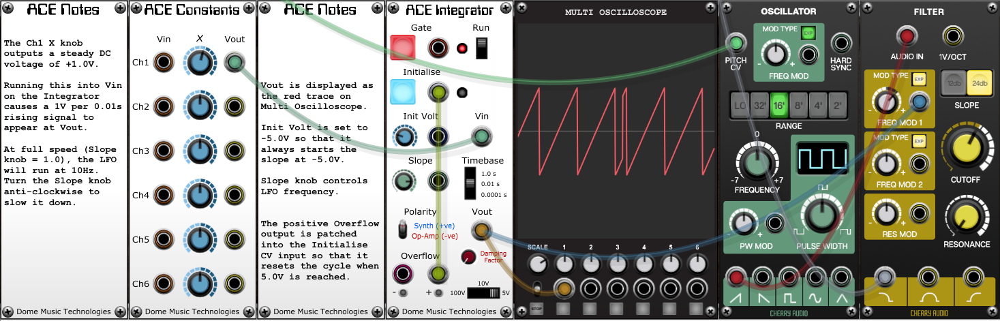 ACE Notes
The Ch1 X knob
outputs a steady DC
voltage of +1.0V.
Running this into Vin
on the Integrator
causes a 1V per 0.01s
rising signal to
appear at Vout.
At full speed (Slope
knob = 1.0), the LFO
will run at 10Hz.
Turn the Slope knob
anti-clockwise to
slow it down.
Dome Music Technologies
ACE Constants
Vin X Vout
Ch1
Ch2
Ch3
Ch4
Ch5
Ch6
Dome Music Technologies
ACE Notes
Vout is displayed as
the red trace on
Multi Oscilloscope.
Init Volt is set to
-5.0V so that it
always starts the
slope at -5.0V.
Slope knob controls
LFO frequency.
The positive Overflow
output is patched
into the Initialise
CV input so that it
resets the cycle when
5.0V is reached.
Dome Music Technologies
ACE Integrator
Gate Run
Initialise
Init Volt Vin
Slope Timebase
1.0 s
0.01 s
0.0001 s
Polarity Vout
Synth (+ve)
Op-Amp (-ve)
Overflow
Damping
Factor
10V
- + 100V 5V
Dome Music Technologies
MULTI OSCILLOSCOPE
SCALE 1 2 3 4 5 6
STOP
OSCILLATOR
MOD TYPE EXP
PITCH
CV
- +
FREQ MOD
HARD
SYNC
LO 32' 16' 8' 4' 2'
RANGE
0
-7 +7
FREQUENCY
- +
PW MOD
PULSE WIDTH
CHERRY AUDIO
FILTER
AUDIO IN 1V/OCT
MOD TYPE EXP
- +
FREQ MOD 1
12db 24db
SLOPE
MOD TYPE EXP
- +
FREQ MOD 2
CUTOFF
- +
RES MOD
RESONANCE
CHERRY AUDIO